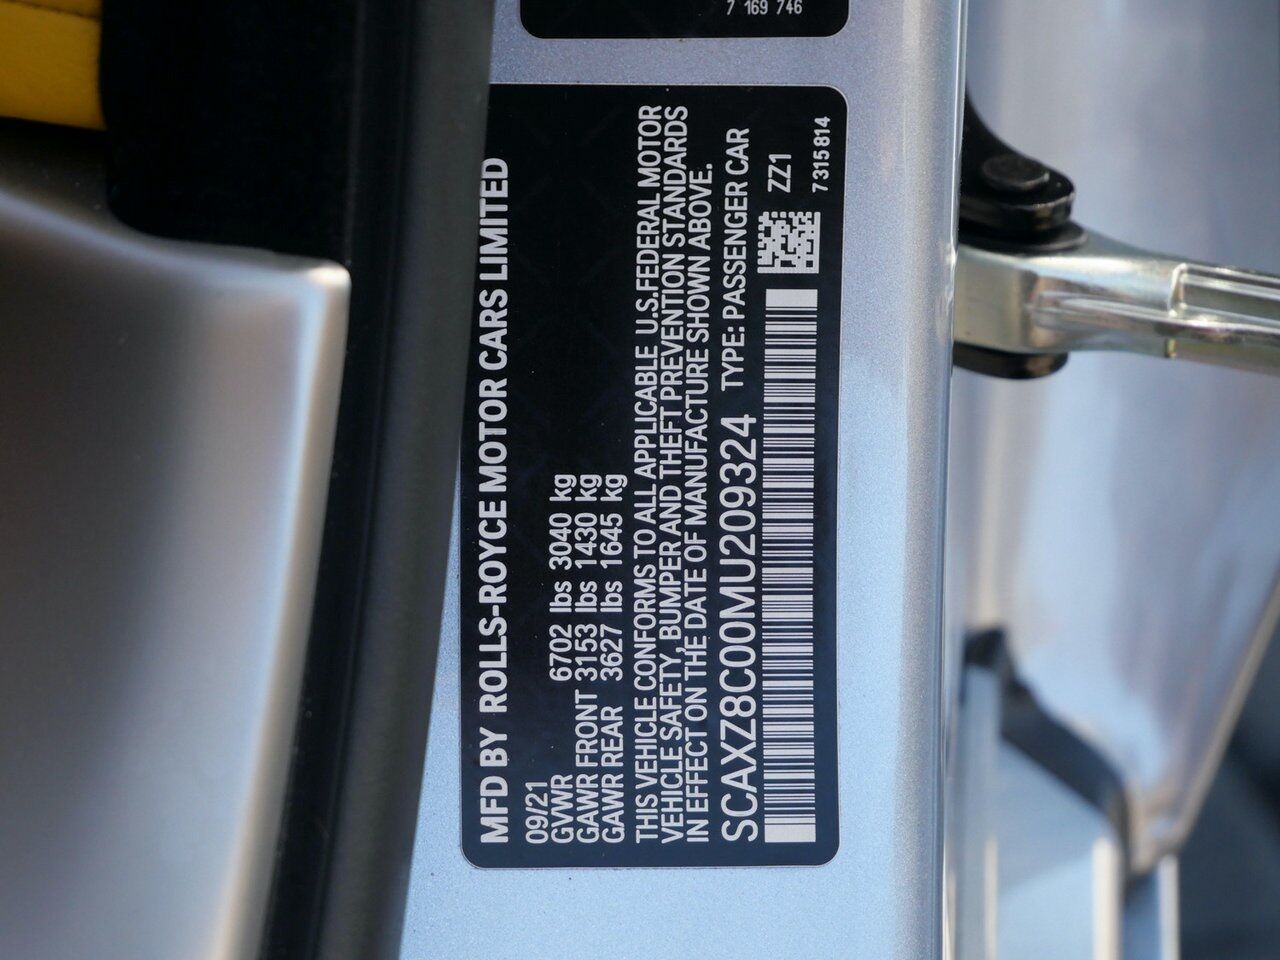 7 169 746
MFD BY ROLLS-ROYCE MOTOR CARS LIMITED
09/21
GVWR 6702 lbs 3040 kg
GAWR FRONT 3153 lbs 1430 kg
GAWR REAR 3627 lbs 1645 kg
THIS VEHICLE CONFORMS TO ALL APPLICABLE U.S.FEDERAL MOTOR
VEHICLE SAFETY, BUMPER AND THEFT PREVENTION STANDARDS
IN EFFECT ON THE DATE OF MANUFACTURE SHOWN ABOVE.
SCAXZ8C00MU209324 TYPE: PASSENGER CAR
ZZ1
7 315 814